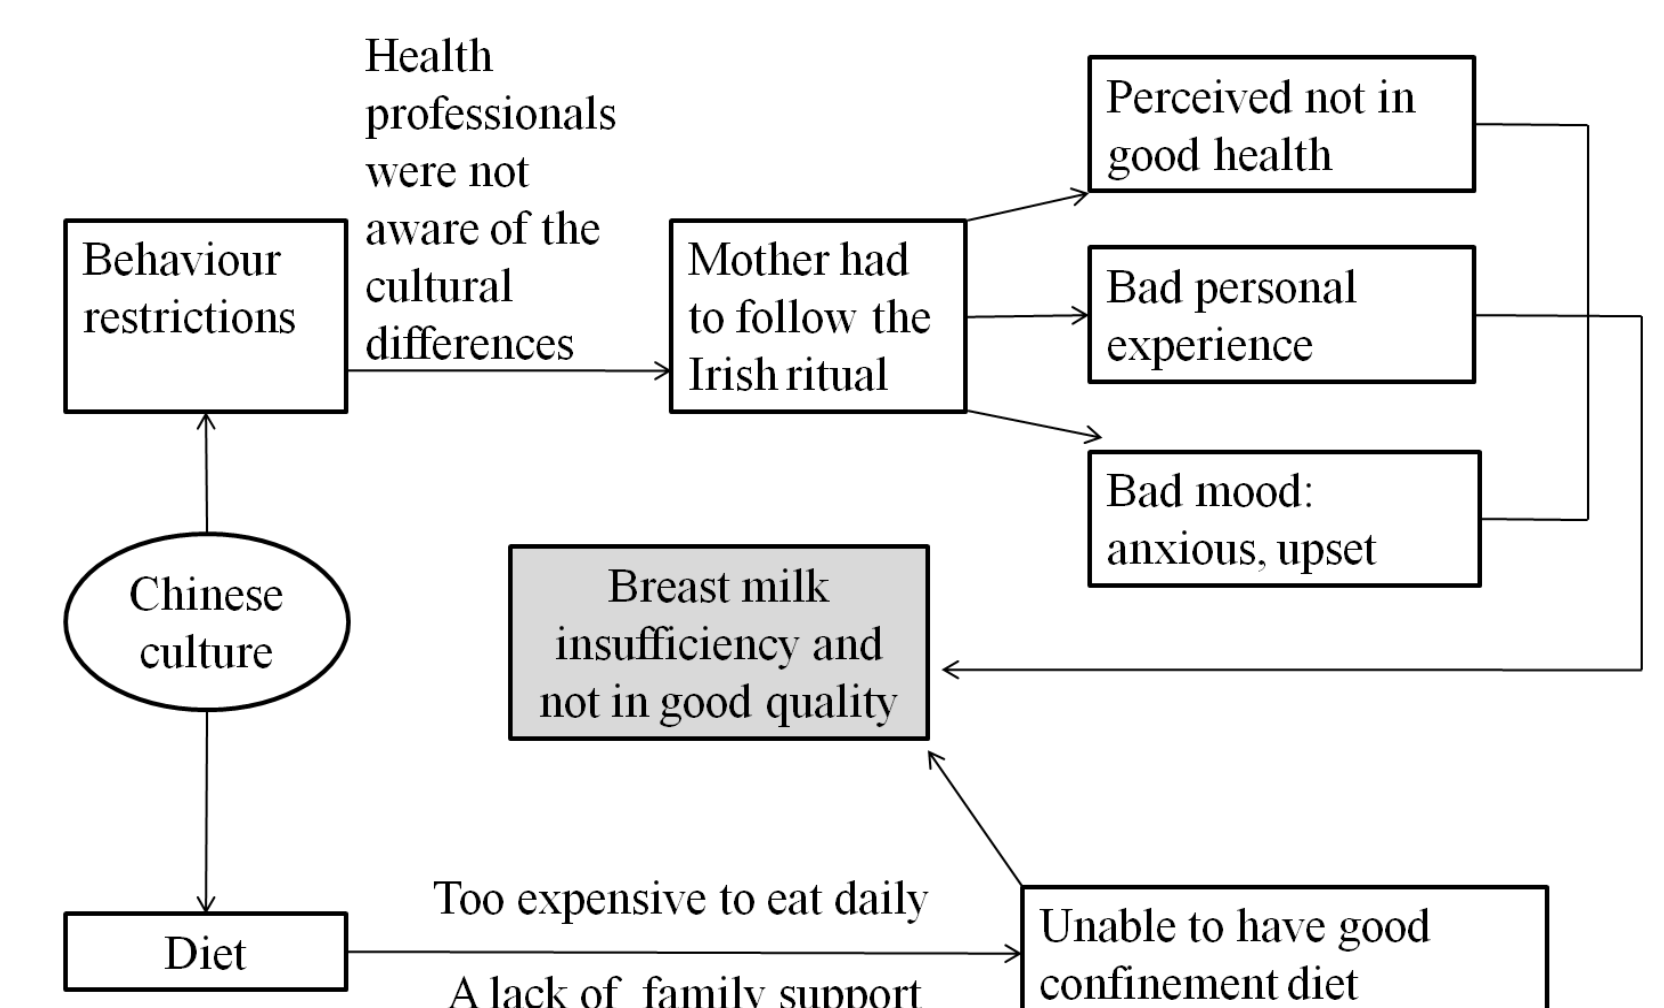 Health
professionals
were not
aware of the
cultural
differences
Behaviour
restrictions
Mother had
to follow the
Irish ritual
Perceived not in
good health
Bad personal
experience
Bad mood:
anxious, upset
Chinese
culture
Breast milk
insufficiency and
not in good quality
Diet
Too expensive to eat daily
A lack of family support
Unable to have good
confinement diet